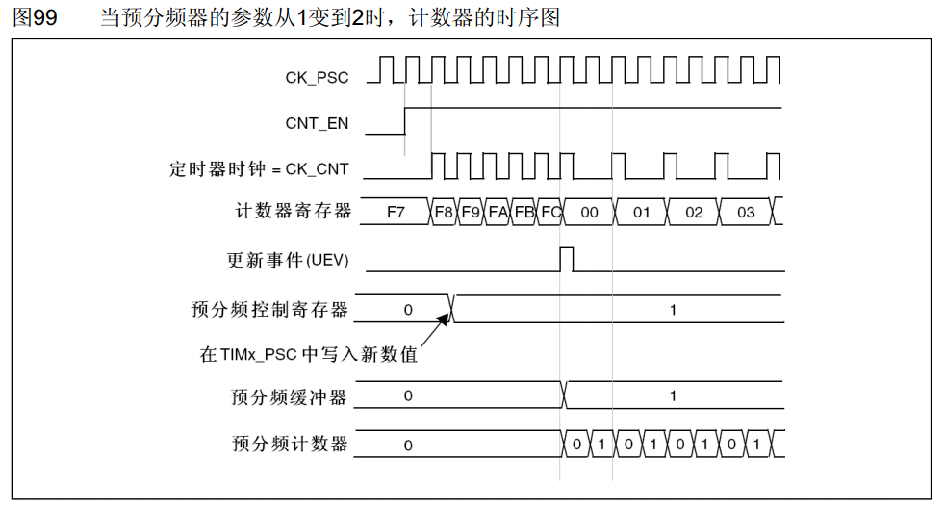 图99 当预分频器的参数从1变到2时，计数器的时序图
CK_PSC
CNT_EN
定时器时钟 = CK_CNT
计数器寄存器 F7 F8 F9 FA FB FC 00 01 02 03
更新事件(UEV)
预分频控制寄存器 0 1
在TIMx_PSC 中写入新数值
预分频缓冲器 0 1
预分频计数器 0 0 1 0 1 0 1 0 1